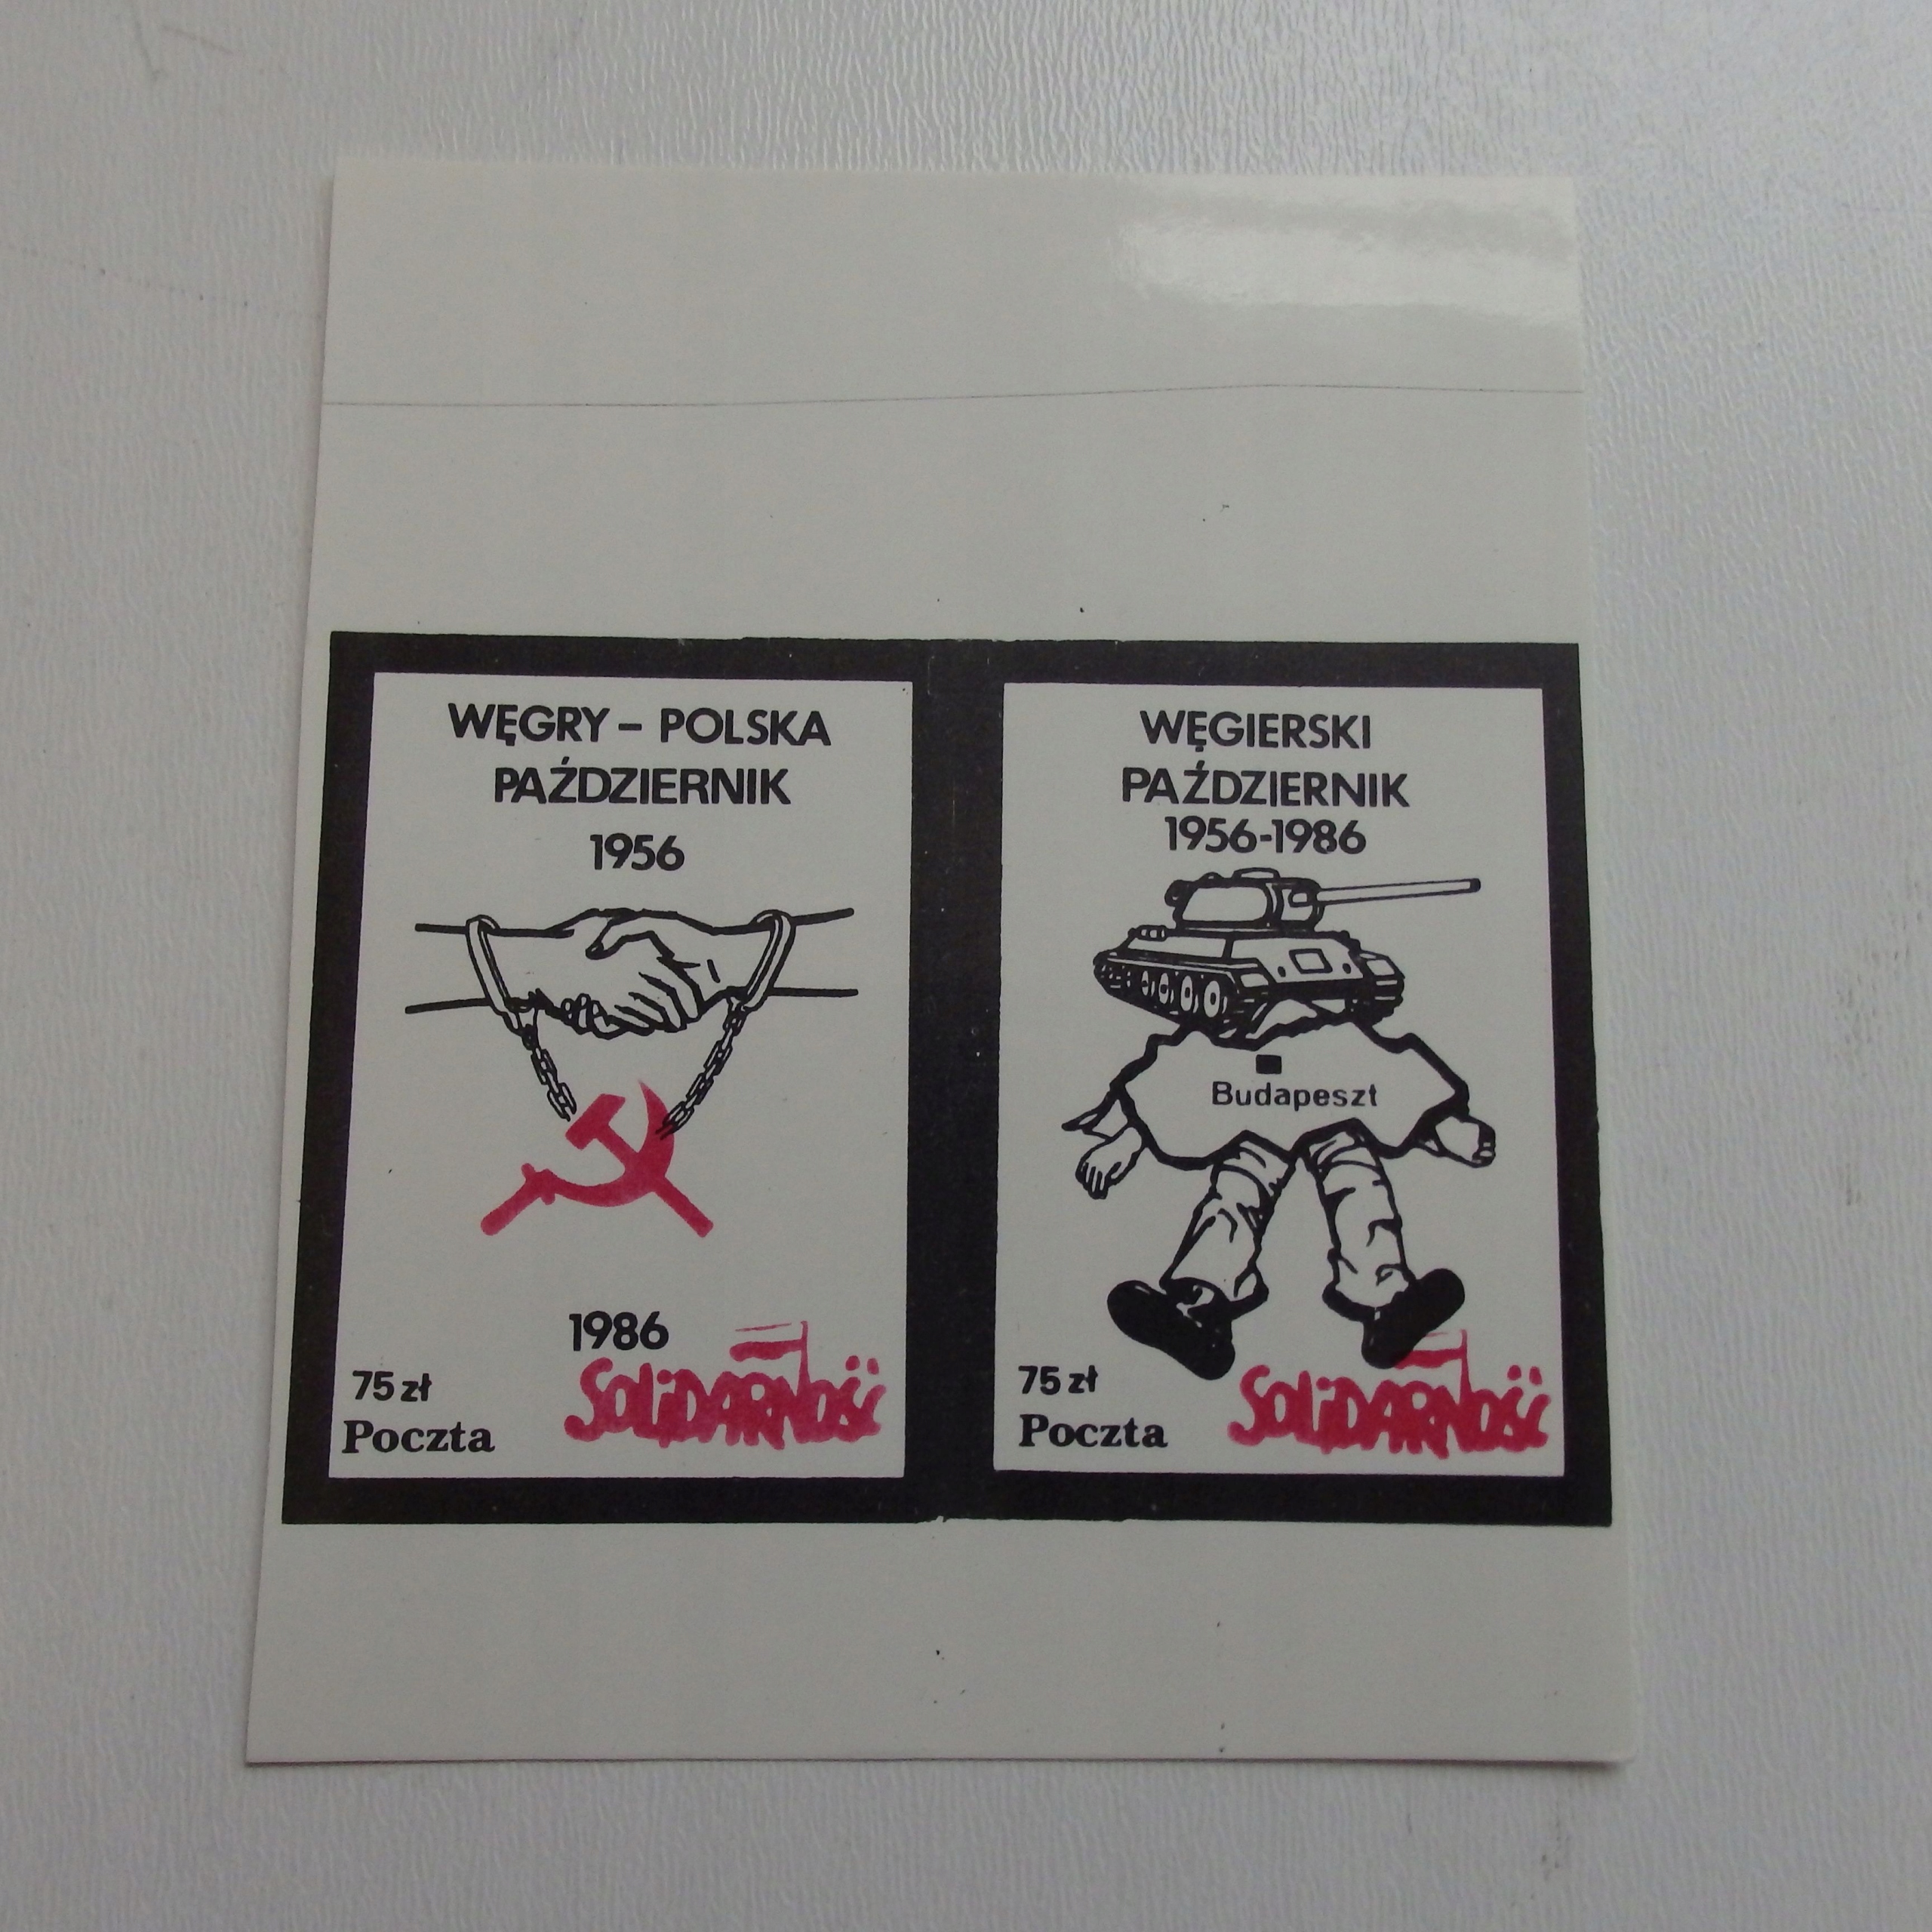 WĘGRY – POLSKA
PAŹDZIERNIK
1956
1986
75 zł
Poczta
SOLiDARNOŚĆ
WĘGIERSKI
PAŹDZIERNIK
1956-1986
Budapeszt
75 zł
Poczta
SOLiDARNOŚĆ